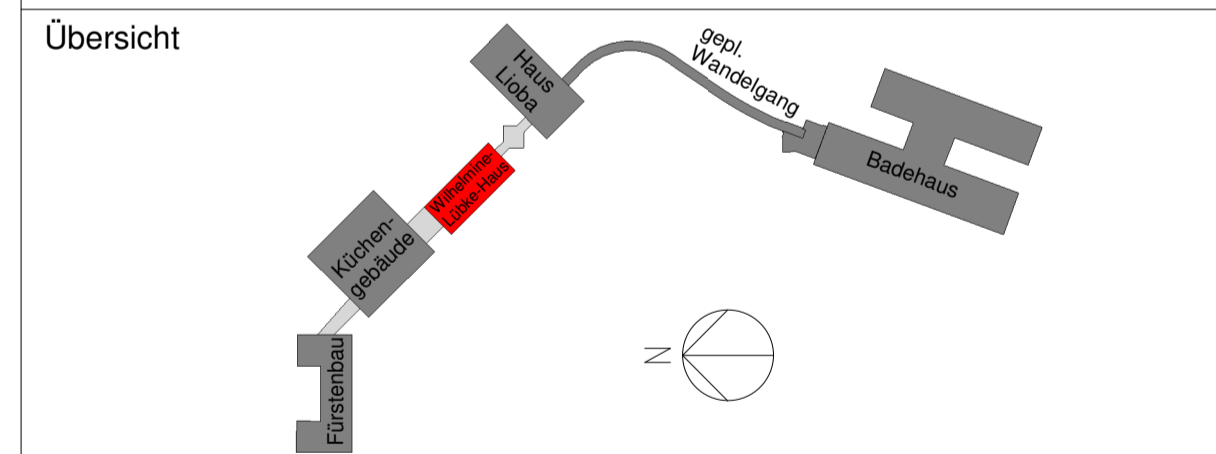 Übersicht
Haus
Lioba
gepl.
Wandelgang
Badehaus
Wilhelmine-
Lübke-Haus
Küchen-
gebäude
Fürstenbau
N